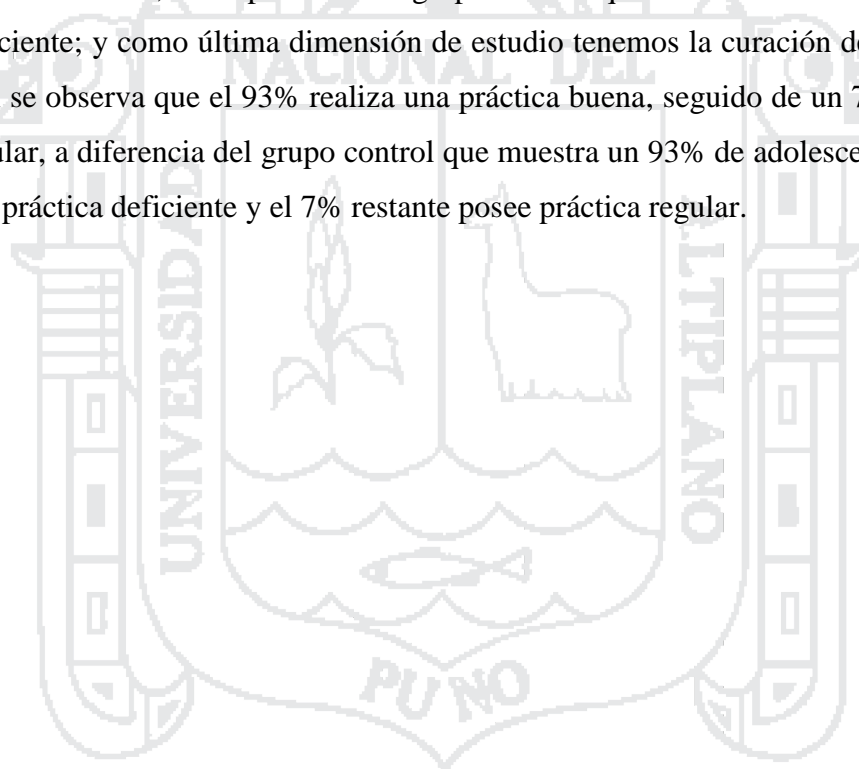 ciente; y como última dimensión de estudio tenemos la curación de
se observa que el 93% realiza una práctica buena, seguido de un 7
ular, a diferencia del grupo control que muestra un 93% de adolesce
práctica deficiente y el 7% restante posee práctica regular.
NACIONAL DEL
UNIVERSIDAD
ALTIPLANO
PUNO